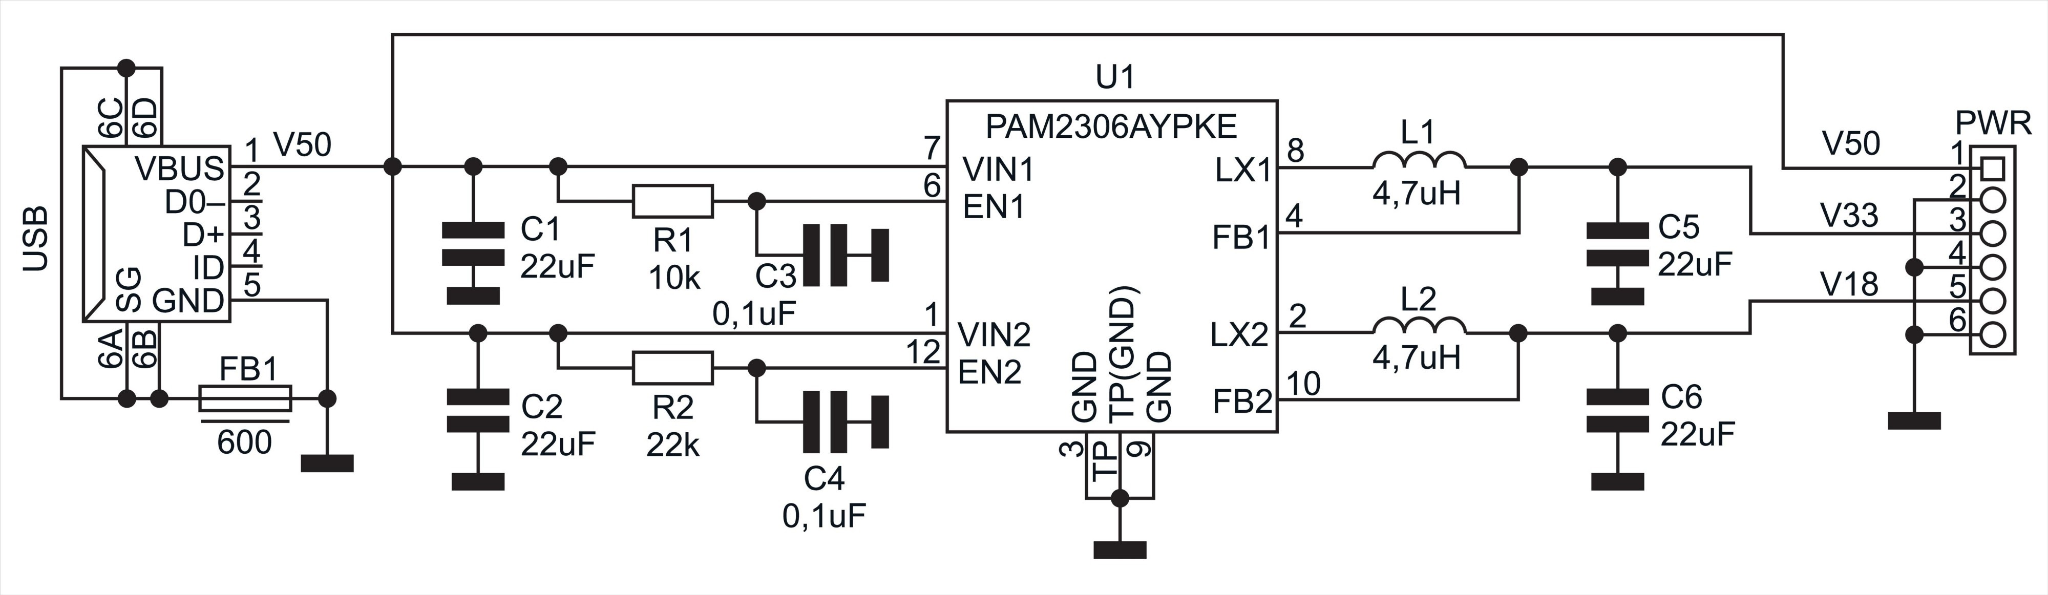 USB
6C
6D
VBUS
1
V50
D0–
2
D+
3
ID
4
GND
5
SG
6A
6B
FB1
600
C1
22uF
R1
10k
C3
0,1uF
C2
22uF
R2
22k
C4
0,1uF
U1
PAM2306AYPKE
7
VIN1
6
EN1
1
VIN2
12
EN2
LX1
8
FB1
4
LX2
2
FB2
10
GND
TP(GND)
GND
3
TP
9
L1
4,7uH
L2
4,7uH
C5
22uF
C6
22uF
V50
V33
V18
PWR
1
2
3
4
5
6